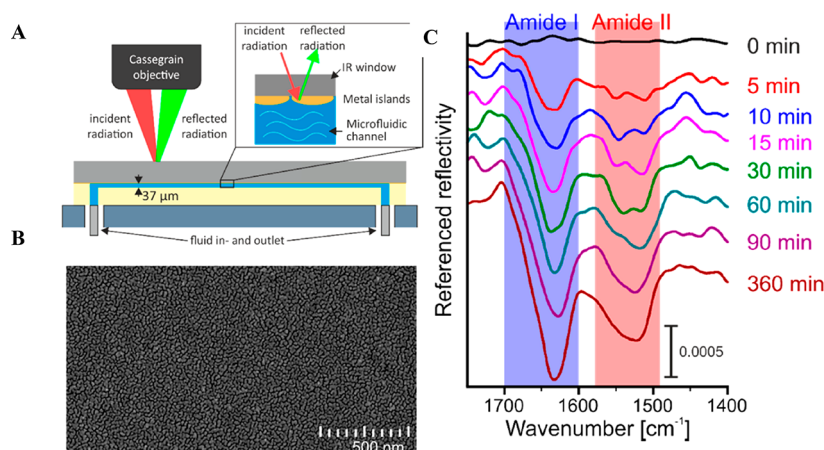 A
Cassegrain
objective
incident
radiation
reflected
radiation
incident
radiation
reflected
radiation
IR window
Metal islands
Microfluidic
channel
37 µm
fluid in- and outlet
B
500 nm
C
Amide I
Amide II
0 min
5 min
10 min
15 min
30 min
60 min
90 min
360 min
0.0005
Referenced reflectivity
1700
1600
1500
1400
Wavenumber [cm⁻¹]